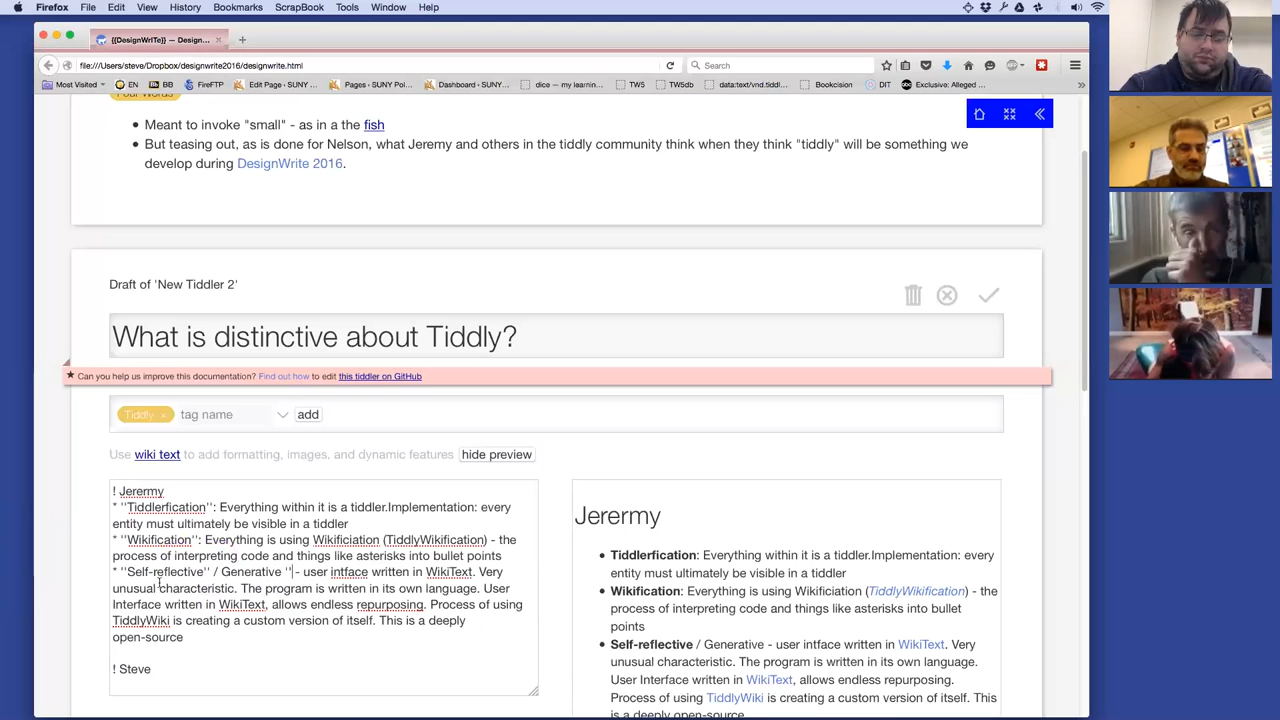 Firefox File Edit View History Bookmarks ScrapBook Tools Window Help
{{DesignWrITe}} — Design...
file:///Users/steve/Dropbox/designwrite2016/designwrite.html
Search
Most Visited EN BB FireFTP Edit Page - SUNY ... Pages - SUNY Pol... Dashboard - SUNY... dice — my learnin... TW5 TW5db data:text/vnd.tiddl... Bookcision DIT Exclusive: Alleged ...
Four Words
Meant to invoke "small" - as in a the fish
But teasing out, as is done for Nelson, what Jeremy and others in the tiddly community think when they think "tiddly" will be something we
develop during DesignWrite 2016.
Draft of 'New Tiddler 2'
What is distinctive about Tiddly?
Can you help us improve this documentation? Find out how to edit this tiddler on GitHub
Tiddly × tag name add
Use wiki text to add formatting, images, and dynamic features hide preview
! Jerermy
* ''Tiddlerfication'': Everything within it is a tiddler.Implementation: every
entity must ultimately be visible in a tiddler
* ''Wikification'': Everything is using Wikificiation (TiddlyWikification) - the
process of interpreting code and things like asterisks into bullet points
* ''Self-reflective'' / Generative '' - user intface written in WikiText. Very
unusual characteristic. The program is written in its own language. User
Interface written in WikiText, allows endless repurposing. Process of using
TiddlyWiki is creating a custom version of itself. This is a deeply
open-source
! Steve
Jerermy
Tiddlerfication: Everything within it is a tiddler.Implementation: every
entity must ultimately be visible in a tiddler
Wikification: Everything is using Wikificiation (TiddlyWikification) - the
process of interpreting code and things like asterisks into bullet
points
Self-reflective / Generative - user intface written in WikiText. Very
unusual characteristic. The program is written in its own language.
User Interface written in WikiText, allows endless repurposing.
Process of using TiddlyWiki is creating a custom version of itself. This
is a deeply open-source